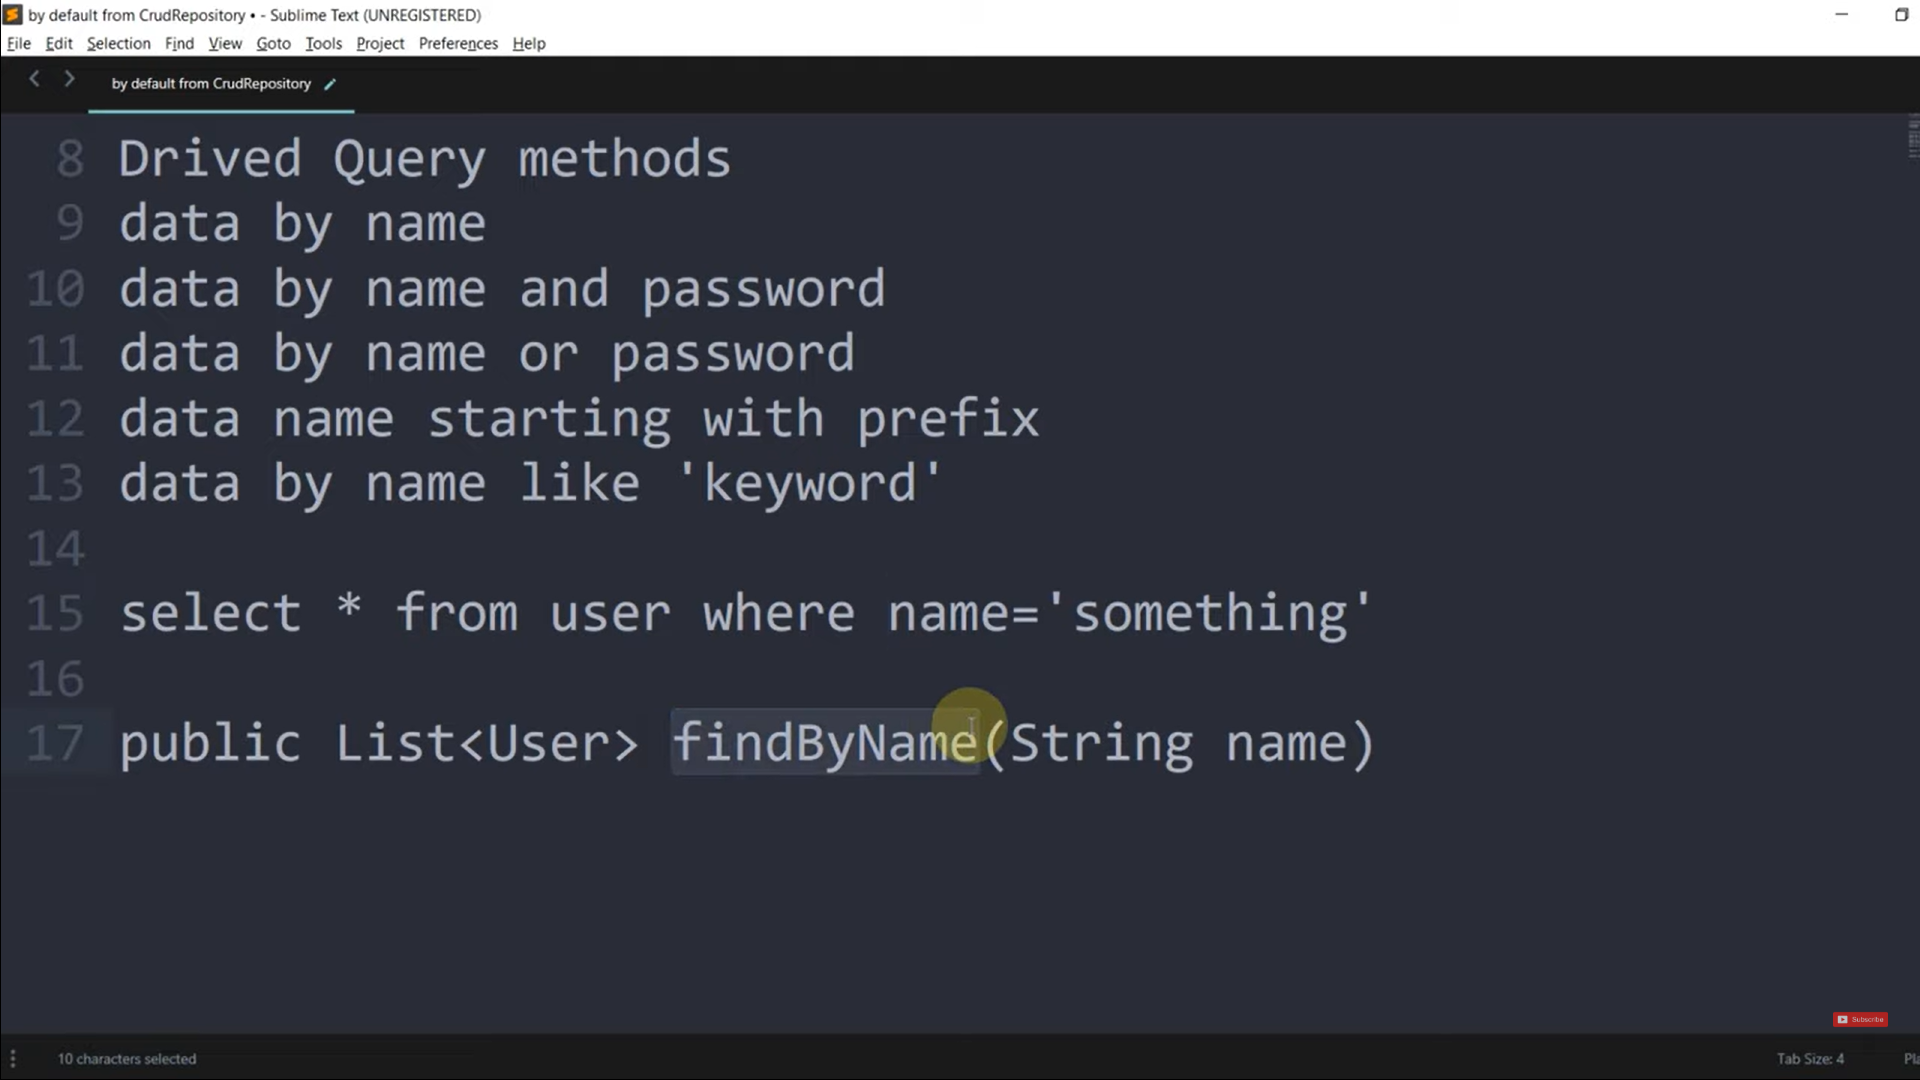 by default from CrudRepository • - Sublime Text (UNREGISTERED)
File Edit Selection Find View Goto Tools Project Preferences Help
by default from CrudRepository
8 Drived Query methods
9 data by name
10 data by name and password
11 data by name or password
12 data name starting with prefix
13 data by name like 'keyword'
14
15 select * from user where name='something'
16
17 public List<User> findByName(String name)
Subscribe
10 characters selected Tab Size: 4